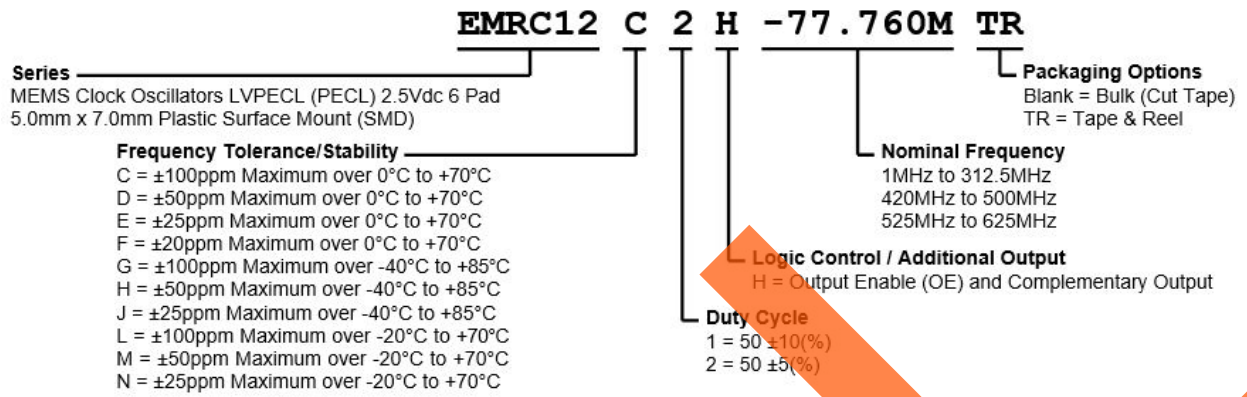 EMRC12 C 2 H -77.760M TR
Series
MEMS Clock Oscillators LVPECL (PECL) 2.5Vdc 6 Pad
5.0mm x 7.0mm Plastic Surface Mount (SMD)
Packaging Options
Blank = Bulk (Cut Tape)
TR = Tape & Reel
Frequency Tolerance/Stability
C = ±100ppm Maximum over 0°C to +70°C
D = ±50ppm Maximum over 0°C to +70°C
E = ±25ppm Maximum over 0°C to +70°C
F = ±20ppm Maximum over 0°C to +70°C
G = ±100ppm Maximum over -40°C to +85°C
H = ±50ppm Maximum over -40°C to +85°C
J = ±25ppm Maximum over -40°C to +85°C
L = ±100ppm Maximum over -20°C to +70°C
M = ±50ppm Maximum over -20°C to +70°C
N = ±25ppm Maximum over -20°C to +70°C
Nominal Frequency
1MHz to 312.5MHz
420MHz to 500MHz
525MHz to 625MHz
Logic Control / Additional Output
H = Output Enable (OE) and Complementary Output
Duty Cycle
1 = 50 ±10(%)
2 = 50 ±5(%)